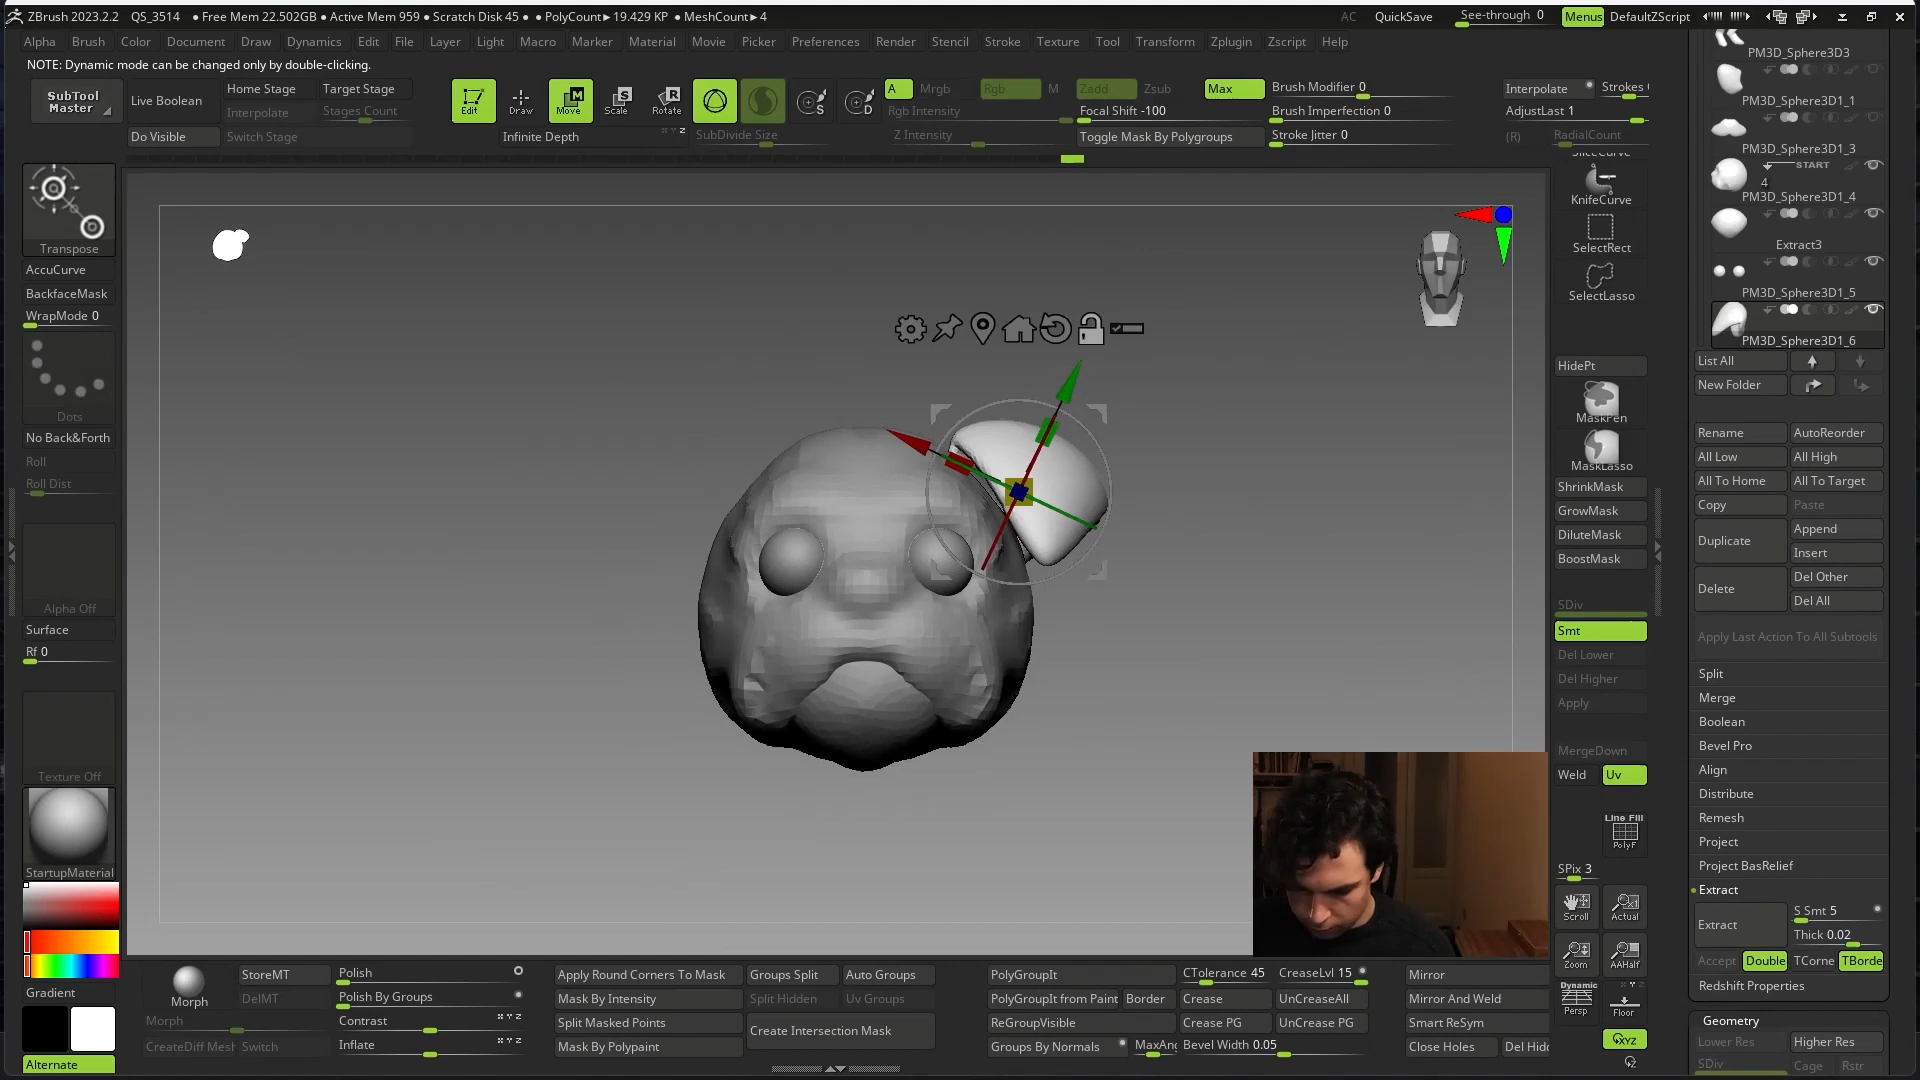 ZBrush 2023.2.2 QS_3514 ● Free Mem 22.502GB ● Active Mem 959 ● Scratch Disk 45 ● ● PolyCount► 19.429 KP ● MeshCount► 4 AC QuickSave See-through 0 Menus DefaultZScript
Alpha Brush Color Document Draw Dynamics Edit File Layer Light Macro Marker Material Movie Picker Preferences Render Stencil Stroke Texture Tool Transform Zplugin Zscript Help
NOTE: Dynamic mode can be changed only by double-clicking.
SubTool Master
Live Boolean
Do Visible
Home Stage Target Stage
Interpolate Stages Count
Switch Stage
Edit Draw Move Scale Rotate
Infinite Depth
SubDivide Size
S D
A Mrgb Rgb M Zadd Zsub Max
Rgb Intensity
Z Intensity
Focal Shift -100
Toggle Mask By Polygroups
Brush Modifier 0
Brush Imperfection 0
Stroke Jitter 0
Interpolate Strokes
AdjustLast 1
(R) RadialCount
Transpose
AccuCurve
BackfaceMask
WrapMode 0
Dots
No Back&Forth
Roll
Roll Dist
Alpha Off
Surface
Rf 0
Texture Off
StartupMaterial
Gradient
Alternate
SliceCurve
KnifeCurve
SelectRect
SelectLasso
HidePt
MaskPen
MaskLasso
ShrinkMask
GrowMask
DiluteMask
BoostMask
SDiv
Smt
Del Lower
Del Higher
Apply
MergeDown
Weld Uv
Line Fill
PolyF
SPix 3
Scroll Actual
Zoom AAHalf
Dynamic
Persp Floor
XYZ
PM3D_Sphere3D3
PM3D_Sphere3D1_1
PM3D_Sphere3D1_3
START
4
PM3D_Sphere3D1_4
Extract3
PM3D_Sphere3D1_5
PM3D_Sphere3D1_6
List All
New Folder
Rename AutoReorder
All Low All High
All To Home All To Target
Copy Paste
Duplicate Append
Insert
Delete Del Other
Del All
Apply Last Action To All Subtools
Split
Merge
Boolean
Bevel Pro
Align
Distribute
Remesh
Project
Project BasRelief
Extract
Extract S Smt 5
Thick 0.02
Accept Double TCorne TBorde
Redshift Properties
Geometry
Lower Res Higher Res
SDiv Cage Rstr
Morph
Morph
CreateDiff Mesh
StoreMT
DelMT
Switch
Polish
Polish By Groups
Contrast
Inflate
Apply Round Corners To Mask
Mask By Intensity
Split Masked Points
Mask By Polypaint
Groups Split Auto Groups
Split Hidden Uv Groups
Create Intersection Mask
PolyGroupIt
PolyGroupIt from Paint Border
ReGroupVisible
Groups By Normals MaxAng
CTolerance 45 CreaseLvl 15
Crease UnCreaseAll
Crease PG UnCrease PG
Bevel Width 0.05
Mirror
Mirror And Weld
Smart ReSym
Close Holes Del Hidd